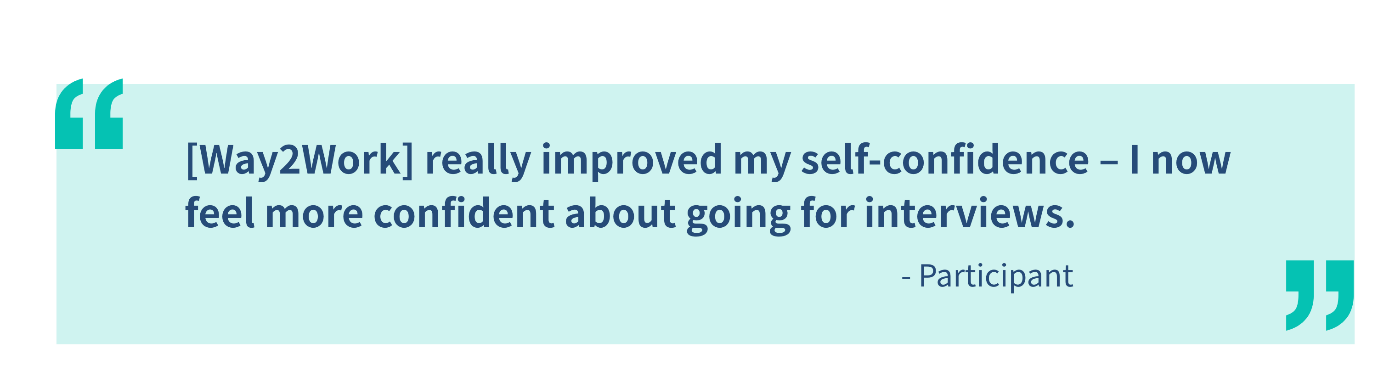 “
[Way2Work] really improved my self-confidence – I now
feel more confident about going for interviews.
- Participant
”